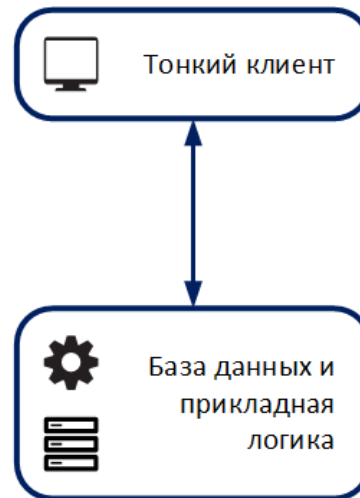 Тонкий клиент
База данных и
прикладная
логика